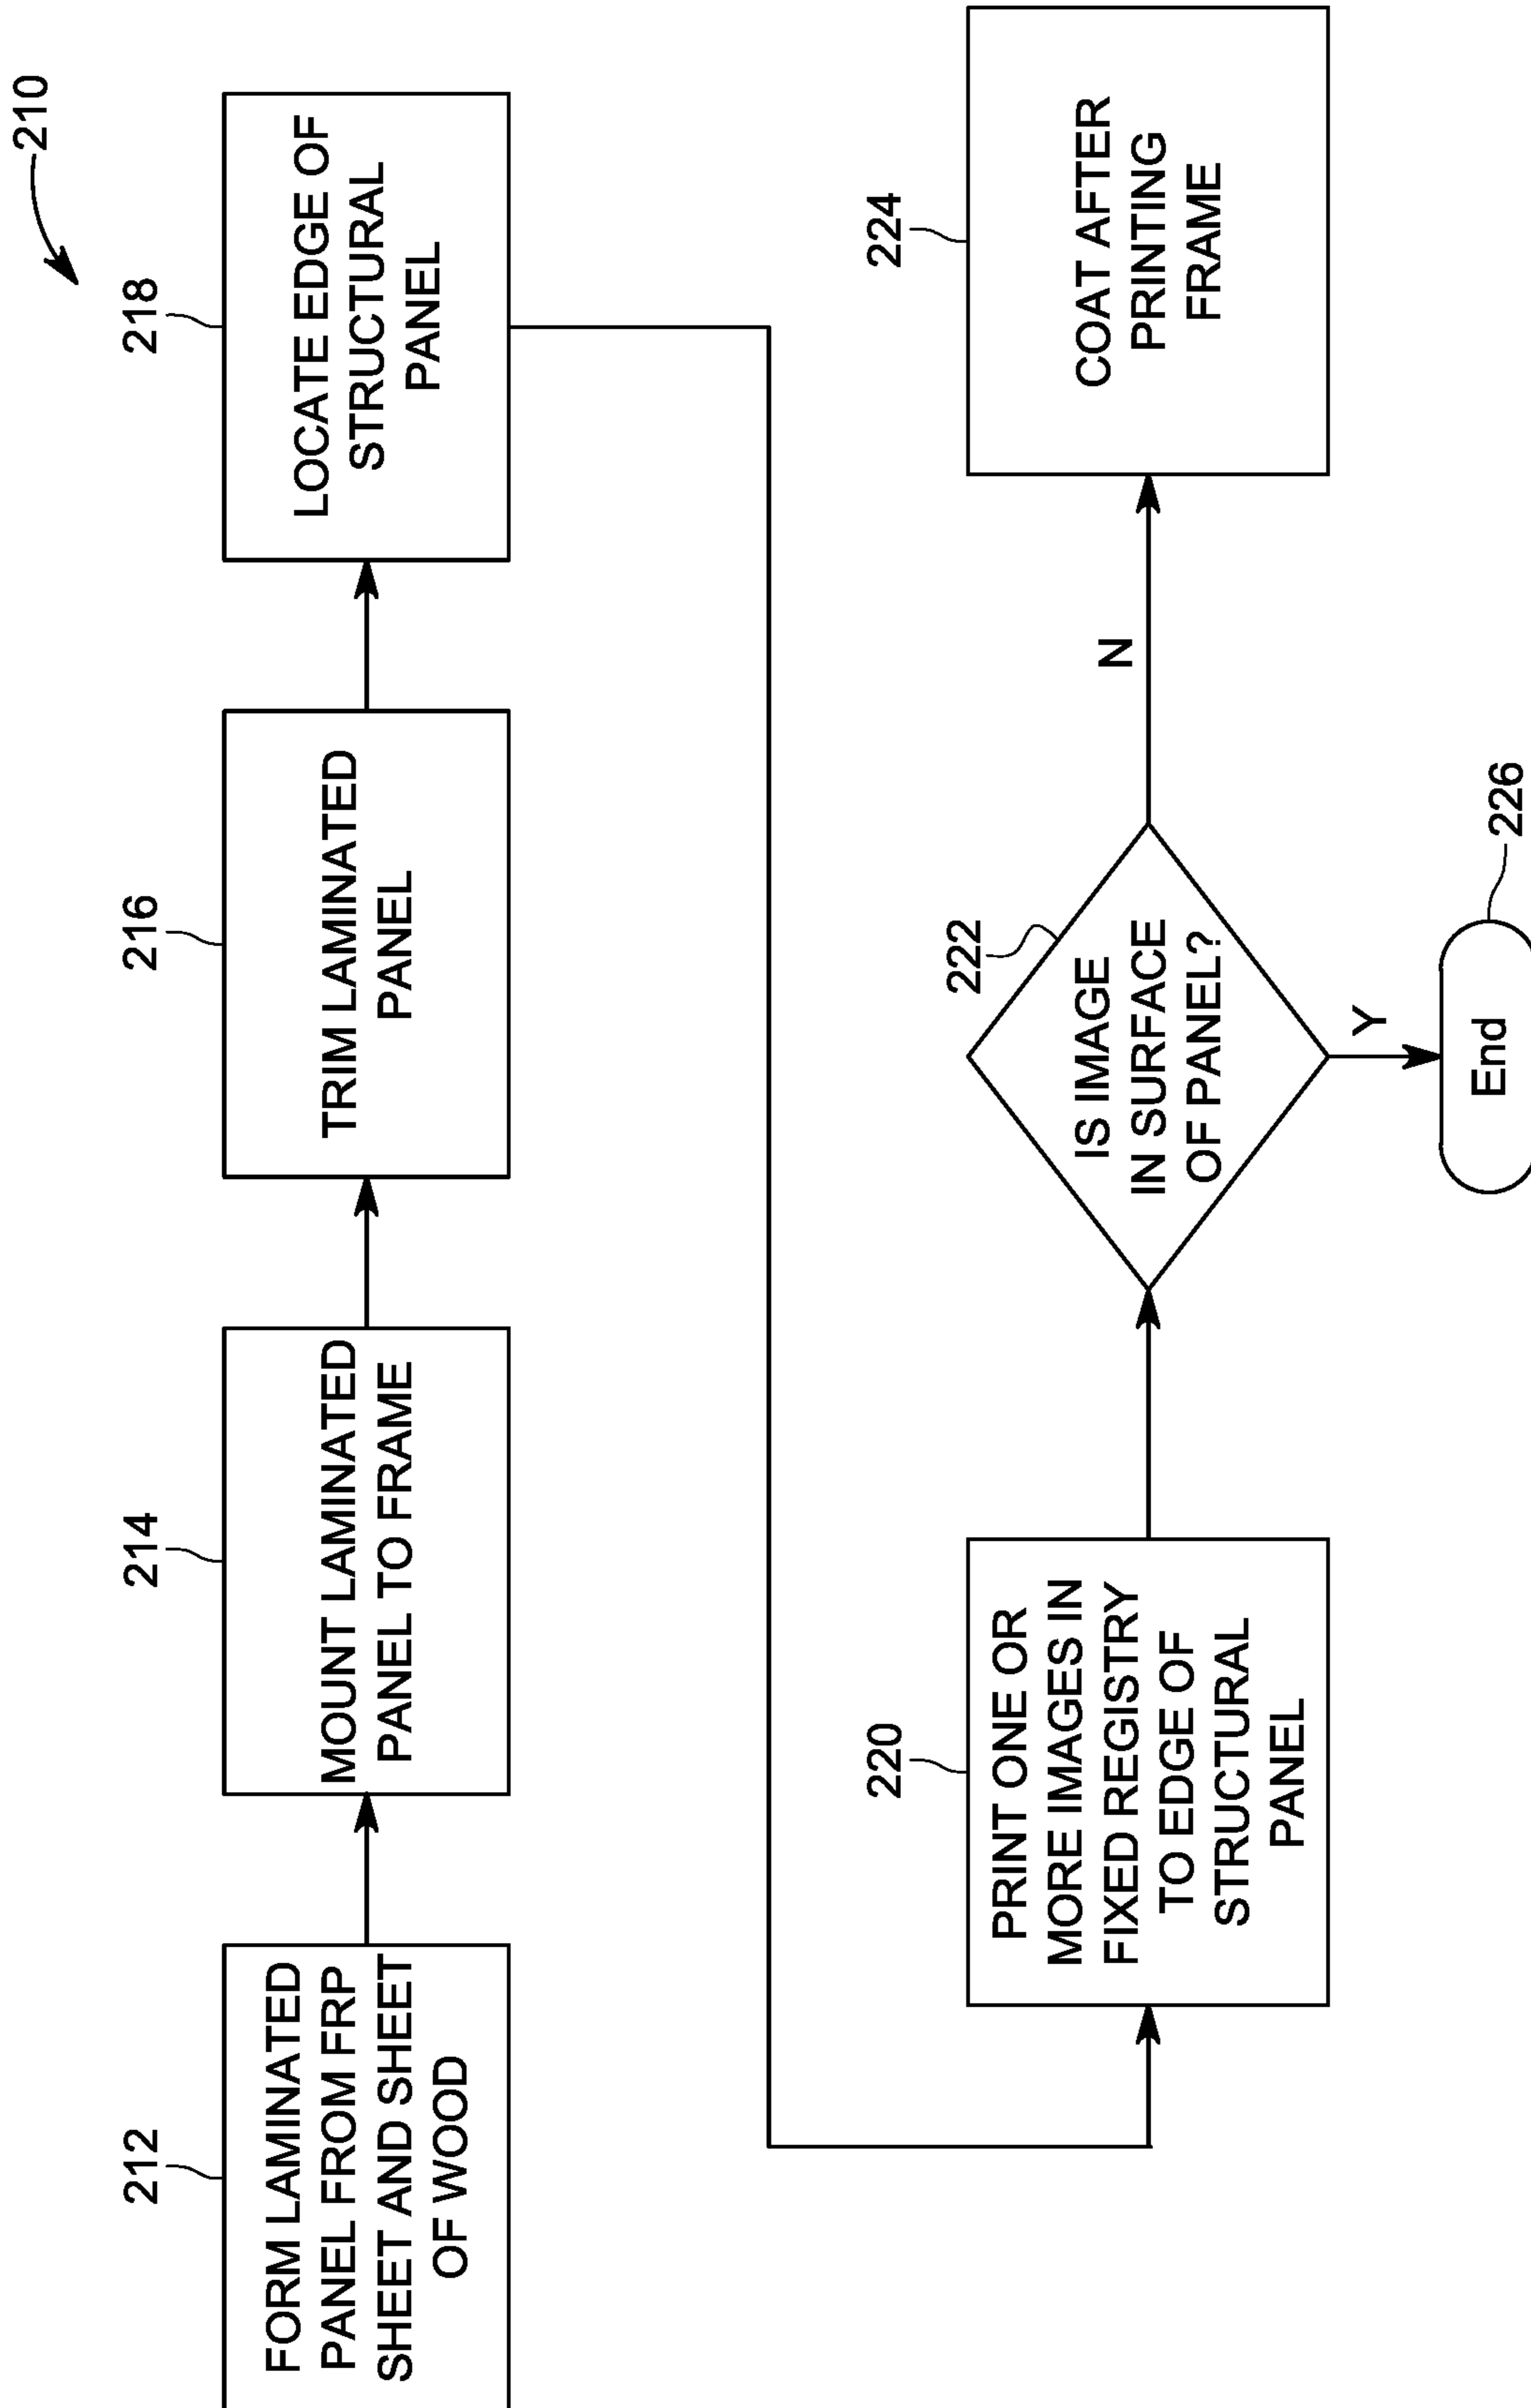 210
212
FORM LAMINATED
PANEL FROM FRP
SHEET AND SHEET
OF WOOD
214
MOUNT LAMINATED
PANEL TO FRAME
216
TRIM LAMINATED
PANEL
218
LOCATE EDGE OF
STRUCTURAL
PANEL
220
PRINT ONE OR
MORE IMAGES IN
FIXED REGISTRY
TO EDGE OF
STRUCTURAL
PANEL
222
IS IMAGE
IN SURFACE
OF PANEL?
N
224
COAT AFTER
PRINTING
FRAME
Y
End
226